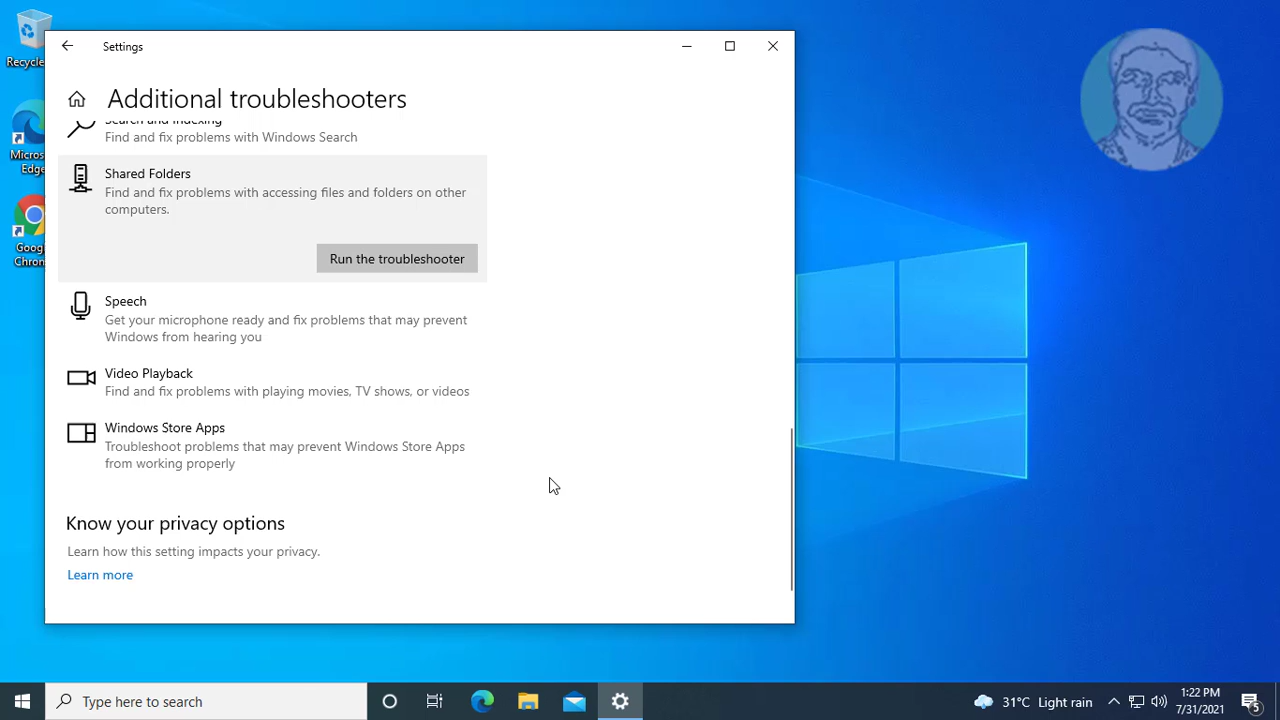 Recycle
Micros
Edge
Goog
Chron
Settings
Additional troubleshooters
Search and Indexing
Find and fix problems with Windows Search
Shared Folders
Find and fix problems with accessing files and folders on other
computers.
Run the troubleshooter
Speech
Get your microphone ready and fix problems that may prevent
Windows from hearing you
Video Playback
Find and fix problems with playing movies, TV shows, or videos
Windows Store Apps
Troubleshoot problems that may prevent Windows Store Apps
from working properly
Know your privacy options
Learn how this setting impacts your privacy.
Learn more
Type here to search
31°C Light rain
1:22 PM
7/31/2021
5